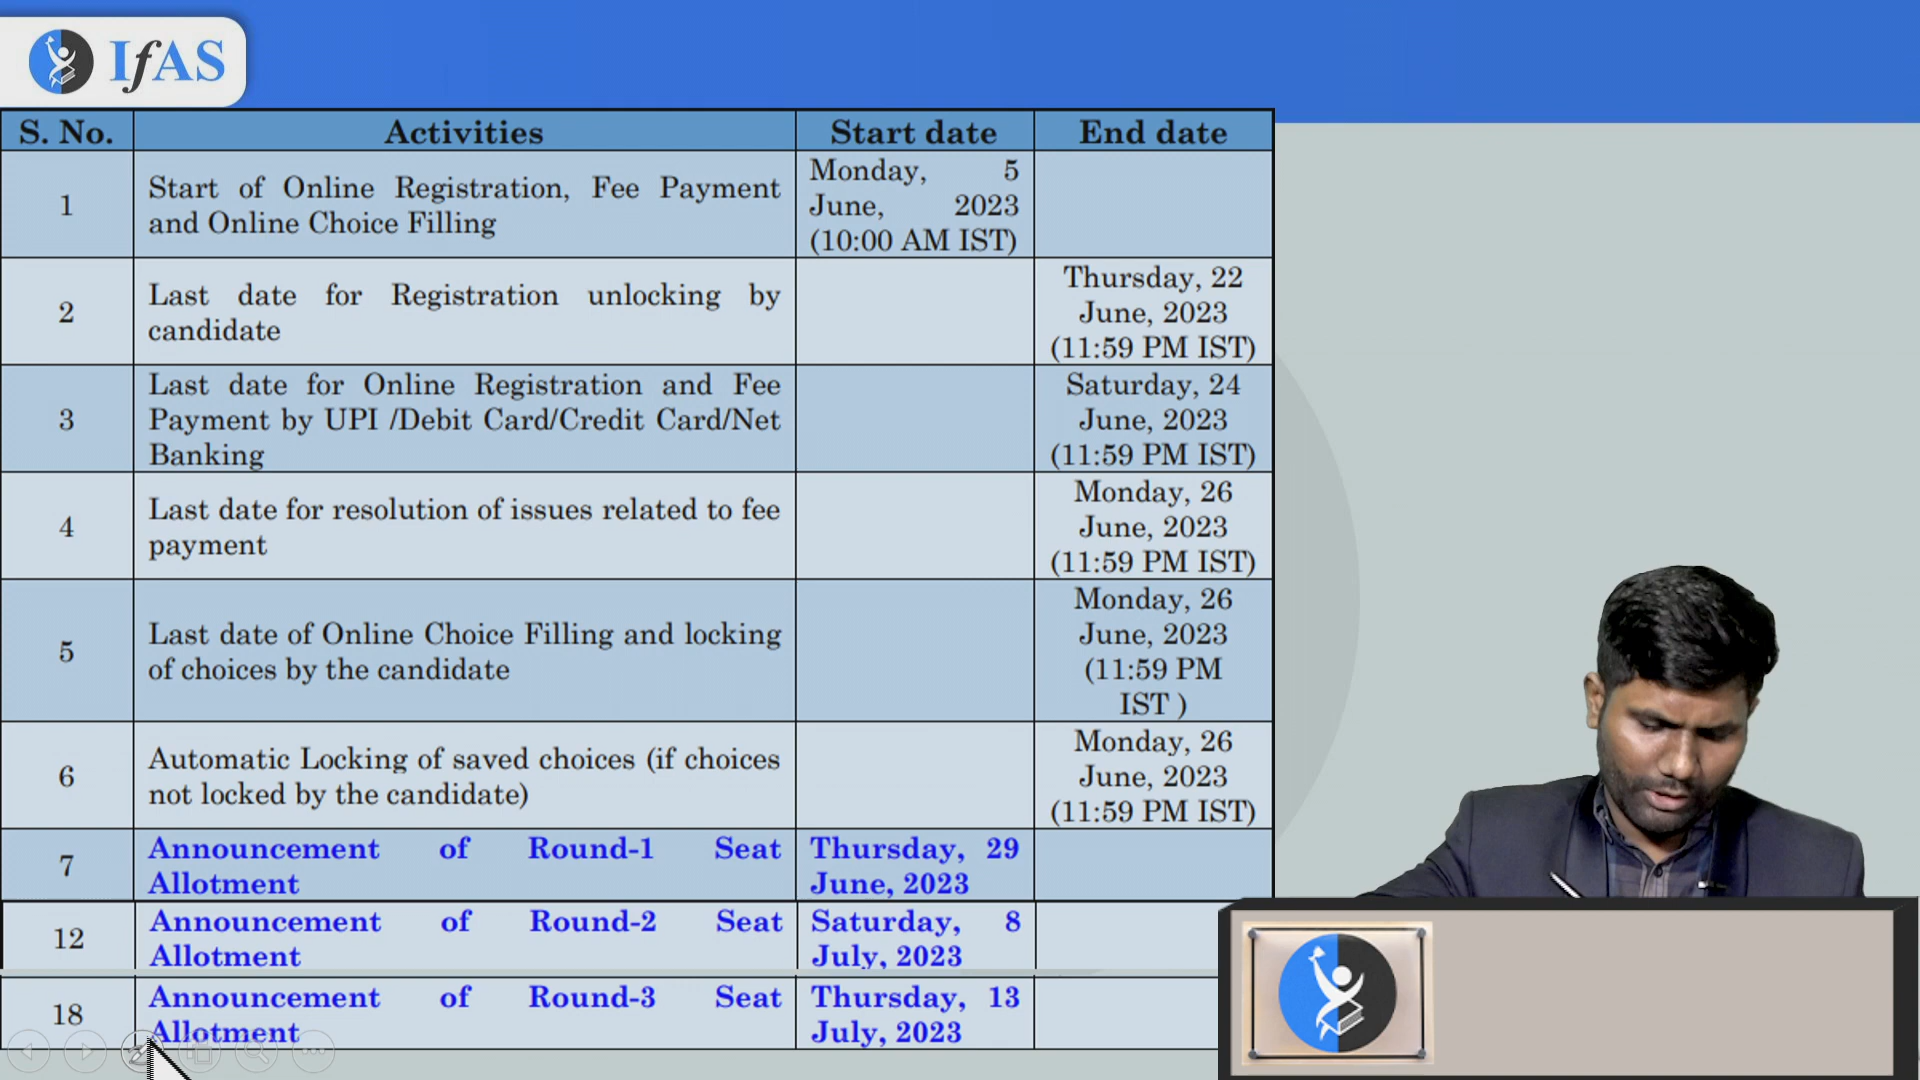 IfAS
S. No. Activities Start date End date
1 Start of Online Registration, Fee Payment and Online Choice Filling Monday, 5 June, 2023 (10:00 AM IST)
2 Last date for Registration unlocking by candidate Thursday, 22 June, 2023 (11:59 PM IST)
3 Last date for Online Registration and Fee Payment by UPI /Debit Card/Credit Card/Net Banking Saturday, 24 June, 2023 (11:59 PM IST)
4 Last date for resolution of issues related to fee payment Monday, 26 June, 2023 (11:59 PM IST)
5 Last date of Online Choice Filling and locking of choices by the candidate Monday, 26 June, 2023 (11:59 PM IST )
6 Automatic Locking of saved choices (if choices not locked by the candidate) Monday, 26 June, 2023 (11:59 PM IST)
7 Announcement of Round-1 Seat Allotment Thursday, 29 June, 2023
12 Announcement of Round-2 Seat Allotment Saturday, 8 July, 2023
18 Announcement of Round-3 Seat Allotment Thursday, 13 July, 2023